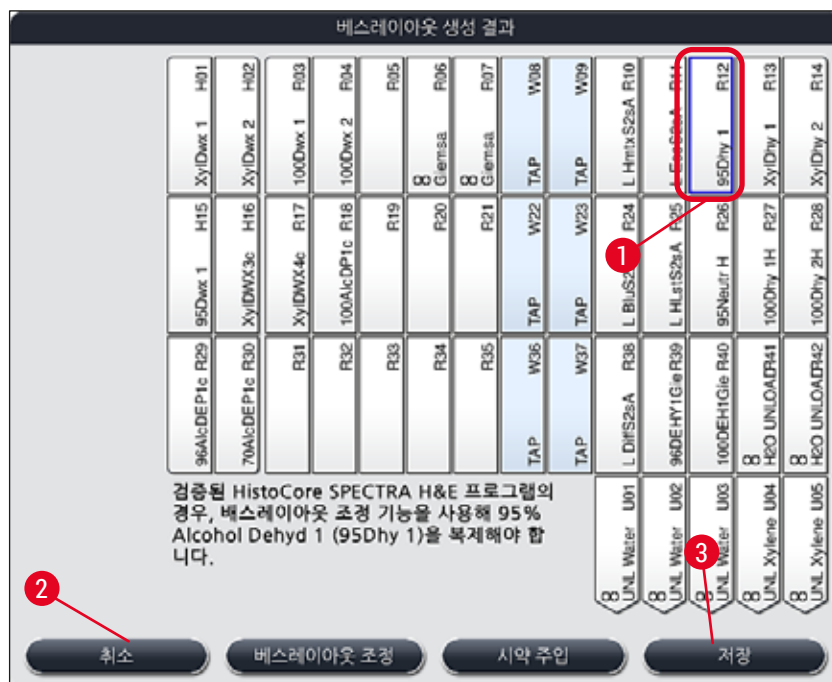 베스레이아웃 생성 결과
XylDwx 1 H01
XylDwx 2 H02
100Dwx 1 R03
100Dwx 2 R04
R05
∞ Giemsa R06
∞ Giemsa R07
TAP W08
TAP W09
L HmtxS2sA R10
L EosS2sA R11
95Dhy 1 R12
XylDhy 1 R13
XylDhy 2 R14
1
95Dwx 1 H15
XylDWX3c H16
XylDWX4c R17
100AlcDP1c R18
R19
R20
R21
TAP W22
TAP W23
L BluS2 R24
L HLstS2sA R25
95Neutr H R26
100Dhy 1H R27
100Dhy 2H R28
96AlcDEP1c R29
70AlcDEP1c R30
R31
R32
R33
R34
R35
TAP W36
TAP W37
L DiffS2sA R38
96DEHY1Gie R39
100DEH1Gie R40
∞ H2O UNLOADR41
∞ H2O UNLOADR42
검증된 HistoCore SPECTRA H&E 프로그램의
경우, 배스레이아웃 조정 기능을 사용해 95%
Alcohol Dehyd 1 (95Dhy 1)을 복제해야 합
니다.
∞ UNL Water U01
∞ UNL Water U02
∞ UNL Water U03
∞ UNL Xylene U04
∞ UNL Xylene U05
2
3
취소
베스레이아웃 조정
시약 주입
저장